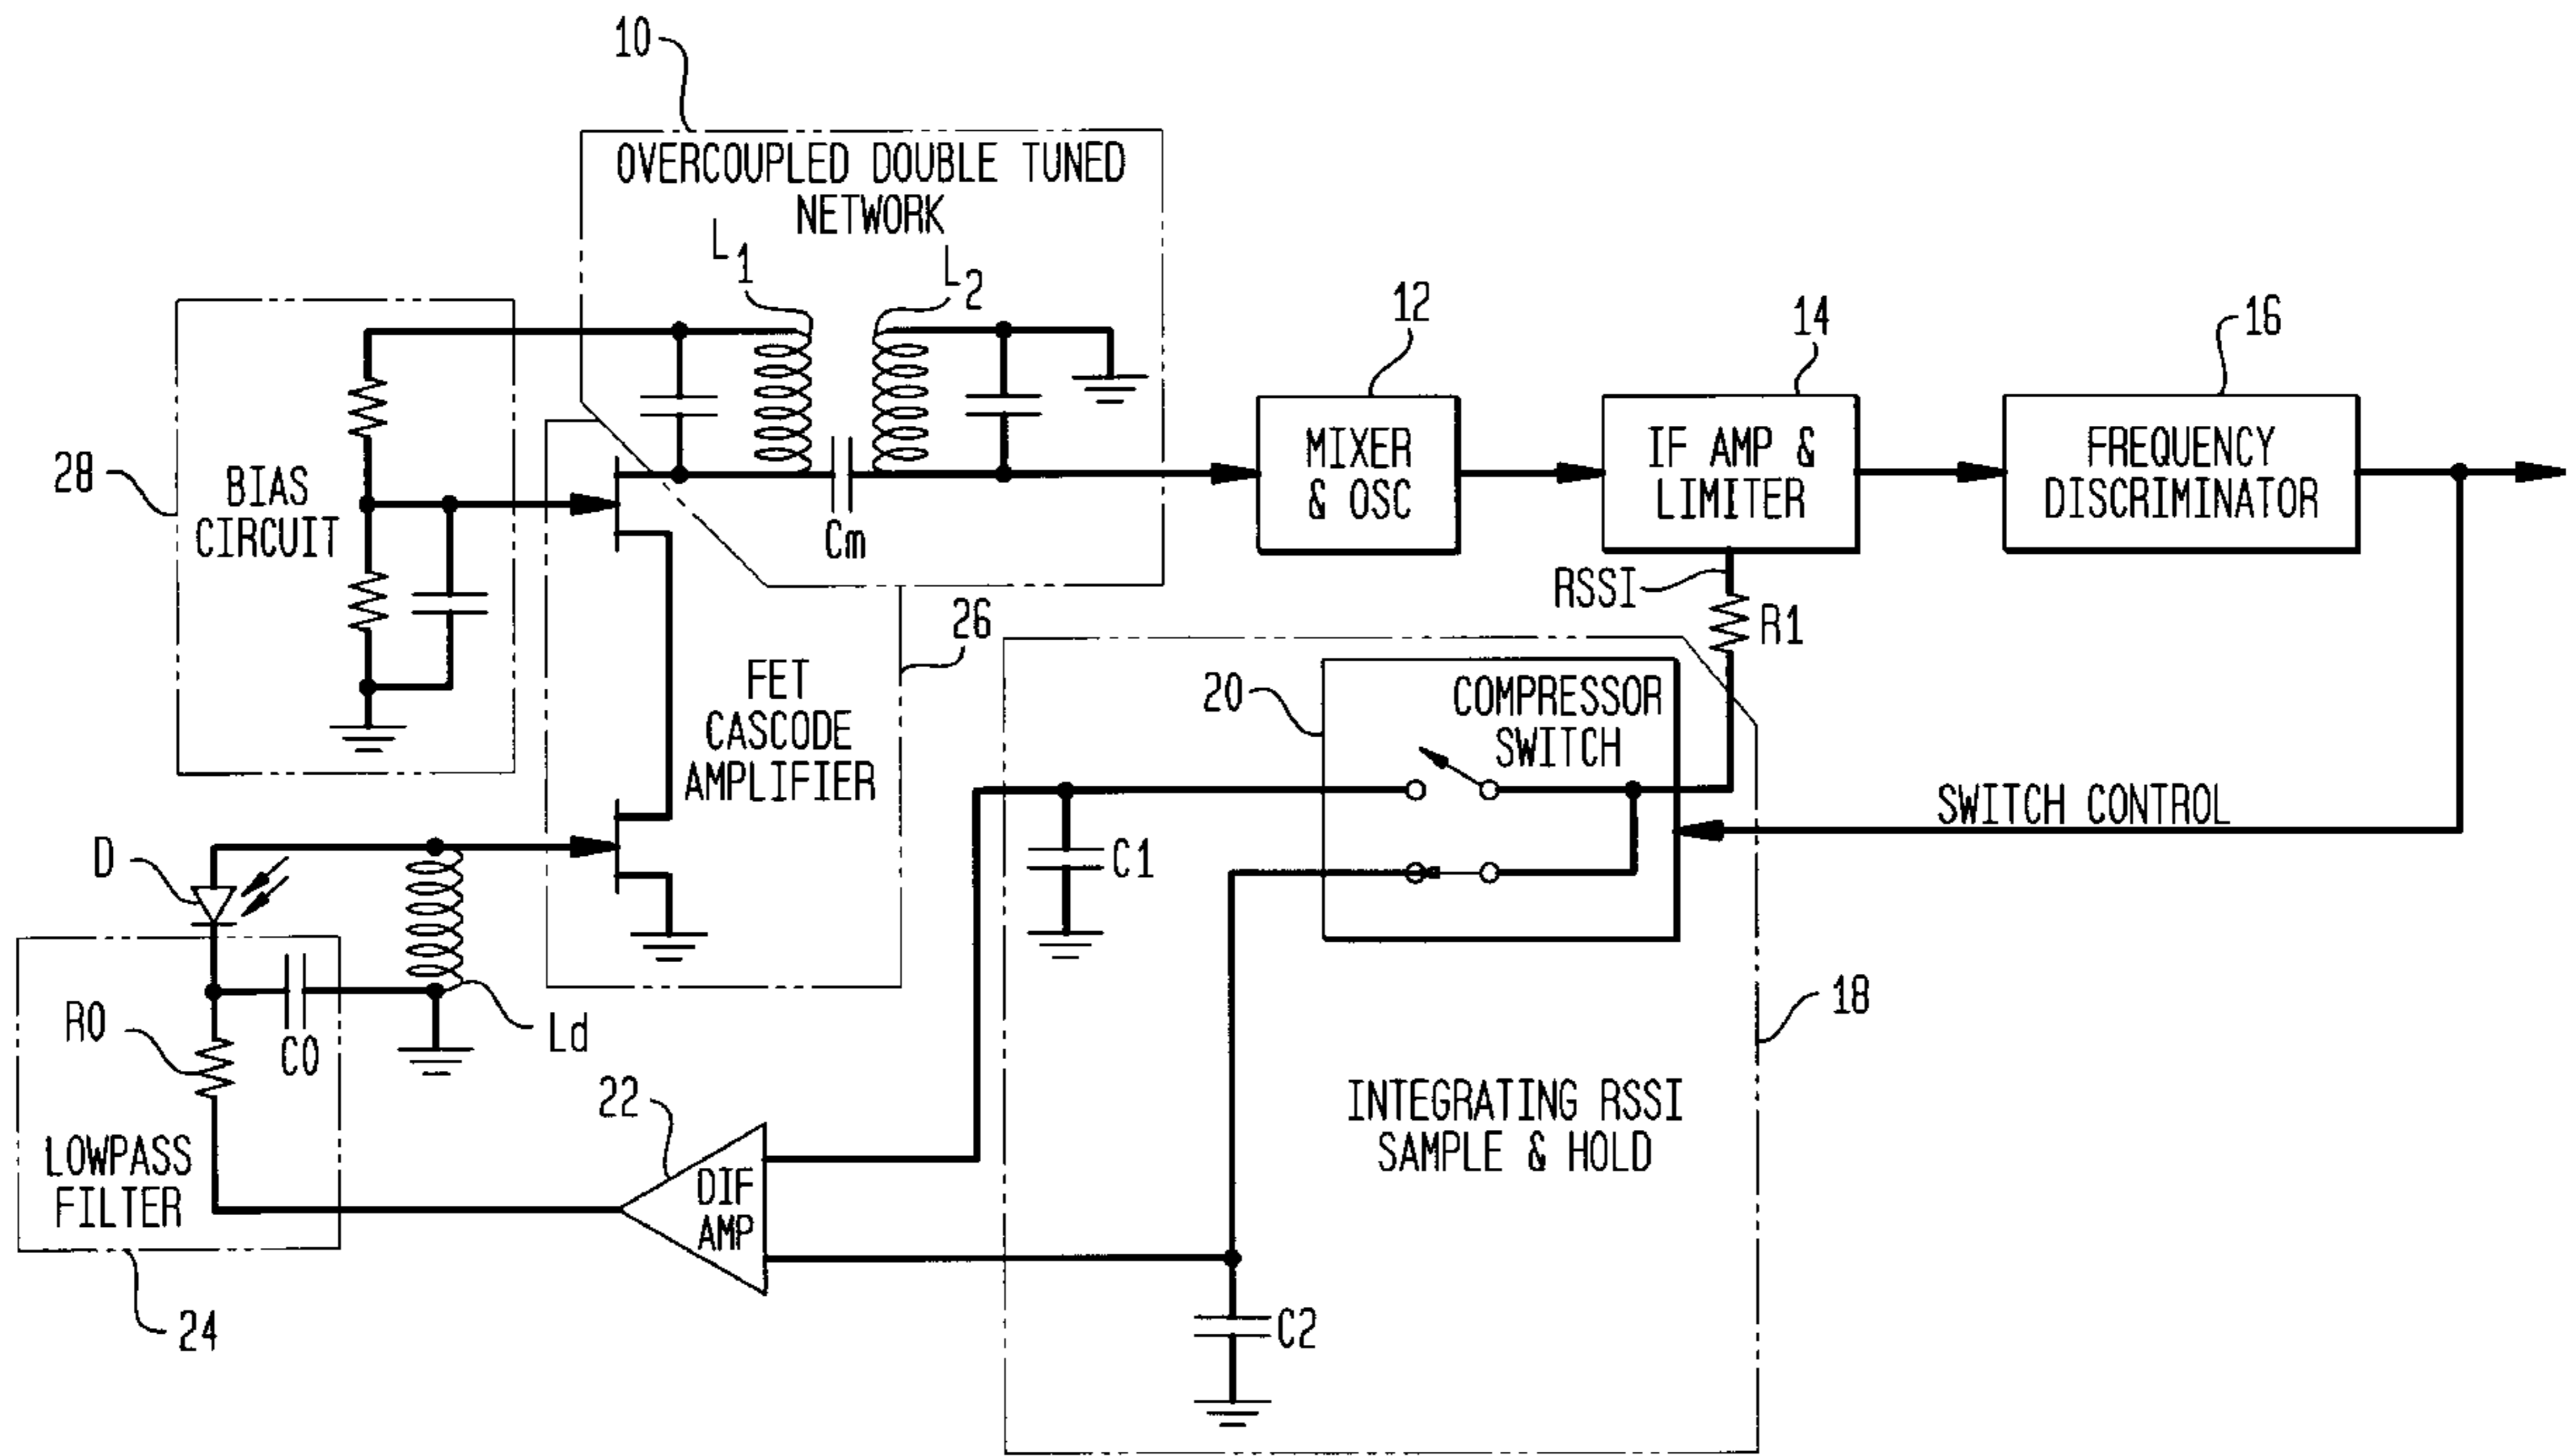 10
OVERCOUPLED DOUBLE TUNED
NETWORK
L1
L2
12
14
16
28
BIAS
CIRCUIT
Cm
MIXER
& OSC
IF AMP &
LIMITER
FREQUENCY
DISCRIMINATOR
RSSI
R1
26
FET
CASCODE
AMPLIFIER
20
COMPRESSOR
SWITCH
SWITCH CONTROL
D
C1
18
R0
C0
Ld
22
DIF
AMP
INTEGRATING RSSI
SAMPLE & HOLD
LOWPASS
FILTER
24
C2